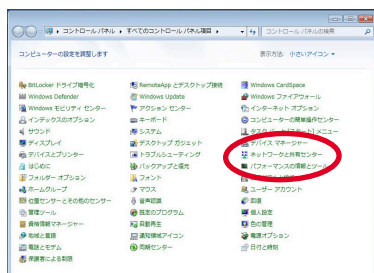 コントロール パネル ▸ すべてのコントロール パネル項目 ▸
コントロール パネルの検索
コンピューターの設定を調整します
表示方法: 小さいアイコン
BitLocker ドライブ暗号化
RemoteApp とデスクトップ接続
Windows CardSpace
Windows Defender
Windows Update
Windows ファイアウォール
Windows モビリティ センター
アクション センター
インターネット オプション
インデックスのオプション
キーボード
コンピューターの簡単操作センター
サウンド
システム
タスク バーと [スタート] メニュー
ディスプレイ
デスクトップ ガジェット
デバイス マネージャー
デバイスとプリンター
トラブルシューティング
ネットワークと共有センター
はじめに
バックアップと復元
パフォーマンスの情報とツール
フォルダー オプション
フォント
ホームグループ
マウス
ユーザー アカウント
位置センサーとその他のセンサー
音声認識
回復
管理ツール
既定のプログラム
個人設定
資格情報マネージャー
自動再生
色の管理
地域と言語
通知領域アイコン
電源オプション
電話とモデム
同期センター
日付と時刻
保護者による制限